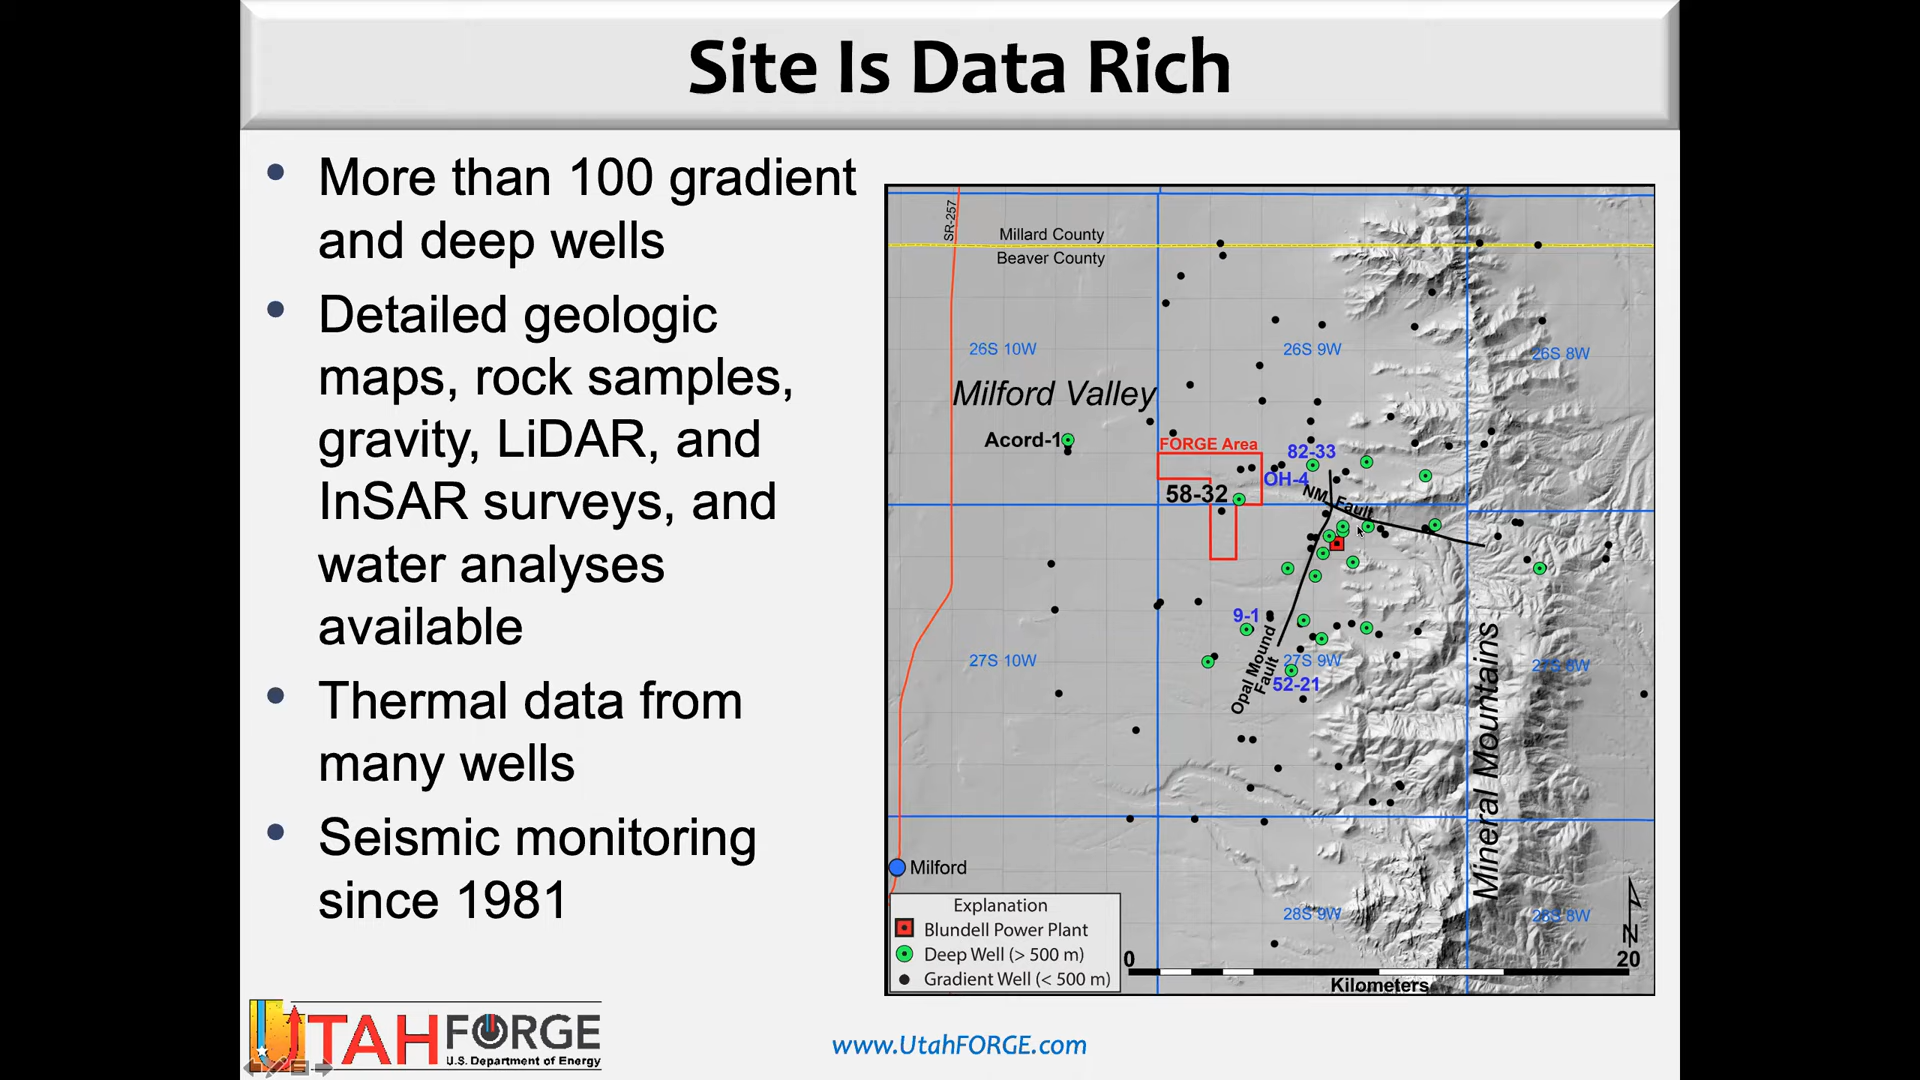 Site Is Data Rich
• More than 100 gradient
and deep wells
• Detailed geologic
maps, rock samples,
gravity, LiDAR, and
InSAR surveys, and
water analyses
available
• Thermal data from
many wells
• Seismic monitoring
since 1981
SR-257
Millard County
Beaver County
26S 10W
26S 9W
26S 8W
Milford Valley
Acord-1
FORGE Area
82-33
OH-4
58-32
NM Fault
9-1
Opal Mound
Fault
27S 10W
27S 9W
27S 8W
52-21
Mineral Mountains
Milford
28S 9W
28S 8W
Explanation
Blundell Power Plant
Deep Well (> 500 m)
Gradient Well (< 500 m)
0
20
Kilometers
N
UTAH FORGE
U.S. Department of Energy
www.UtahFORGE.com